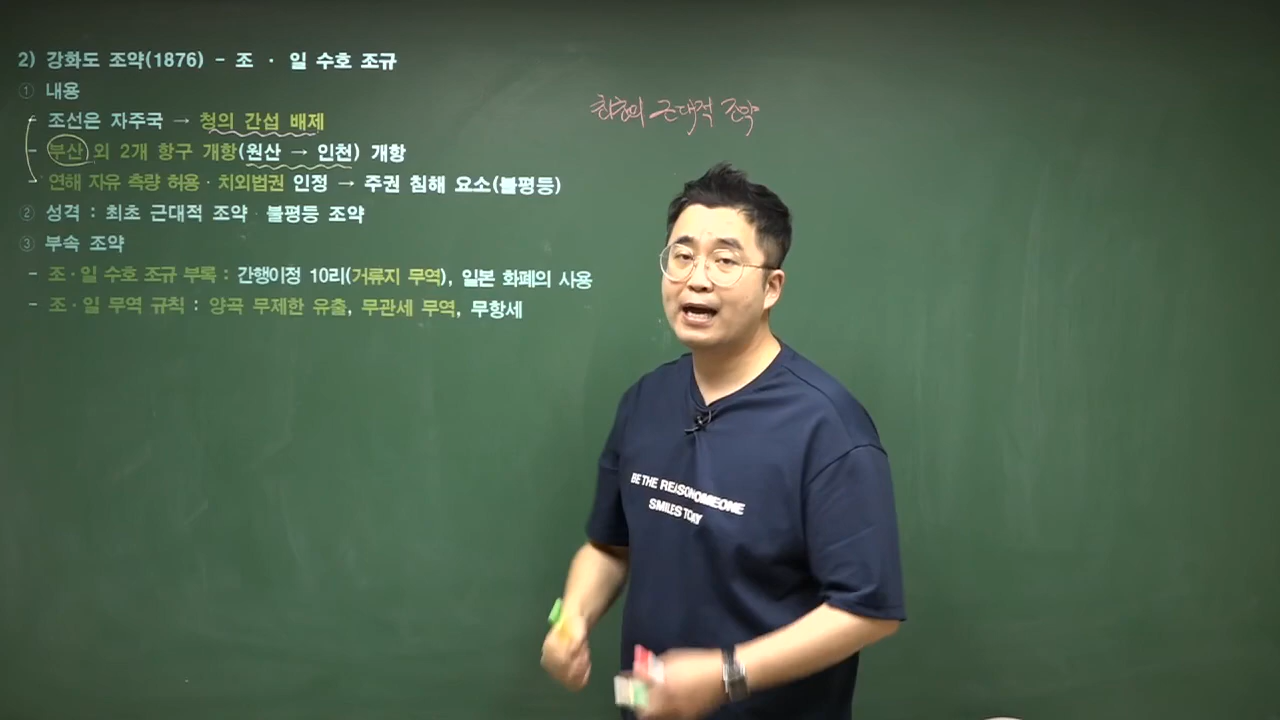 2) 강화도 조약(1876) - 조 · 일 수호 조규
① 내용
- 조선은 자주국 → 청의 간섭 배제
- 부산 외 2개 항구 개항(원산 → 인천) 개항
- 연해 자유 측량 허용 · 치외법권 인정 → 주권 침해 요소(불평등)
② 성격 : 최초 근대적 조약 · 불평등 조약
③ 부속 조약
- 조 · 일 수호 조규 부록 : 간행이정 10리(거류지 무역), 일본 화폐의 사용
- 조 · 일 무역 규칙 : 양곡 무제한 유출, 무관세 무역, 무항세
최초의 근대적 조약
BE THE REASON SOMEONE
SMILES TODAY